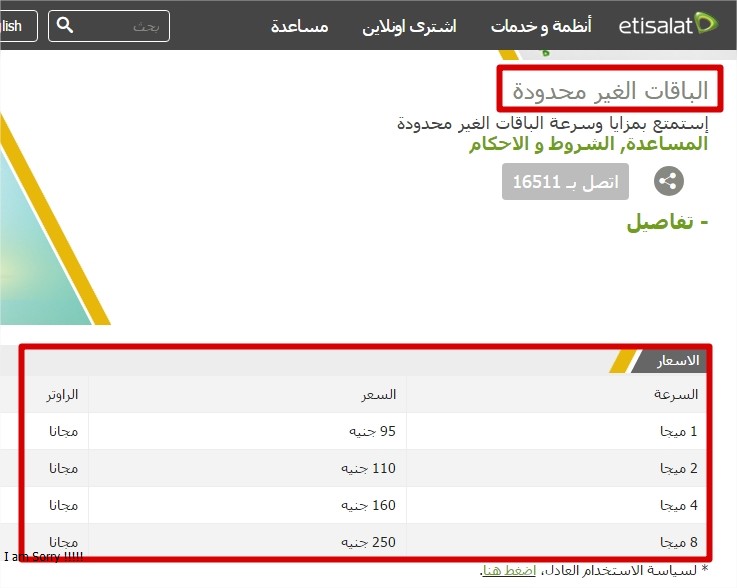 etisalat أنظمة و خدمات اشترى اونلاين مساعدة بحث lish
الباقات الغير محدودة
إستمتع بمزايا وسرعة الباقات الغير محدودة
المساعدة, الشروط و الاحكام
اتصل بـ 16511
- تفاصيل
الاسعار
السرعة السعر الراوتر
1 ميجا 95 جنيه مجانا
2 ميجا 110 جنيه مجانا
4 ميجا 160 جنيه مجانا
8 ميجا 250 جنيه مجانا
I am Sorry !!!!!
* لسياسة الاستخدام العادل، اضغط هنا.